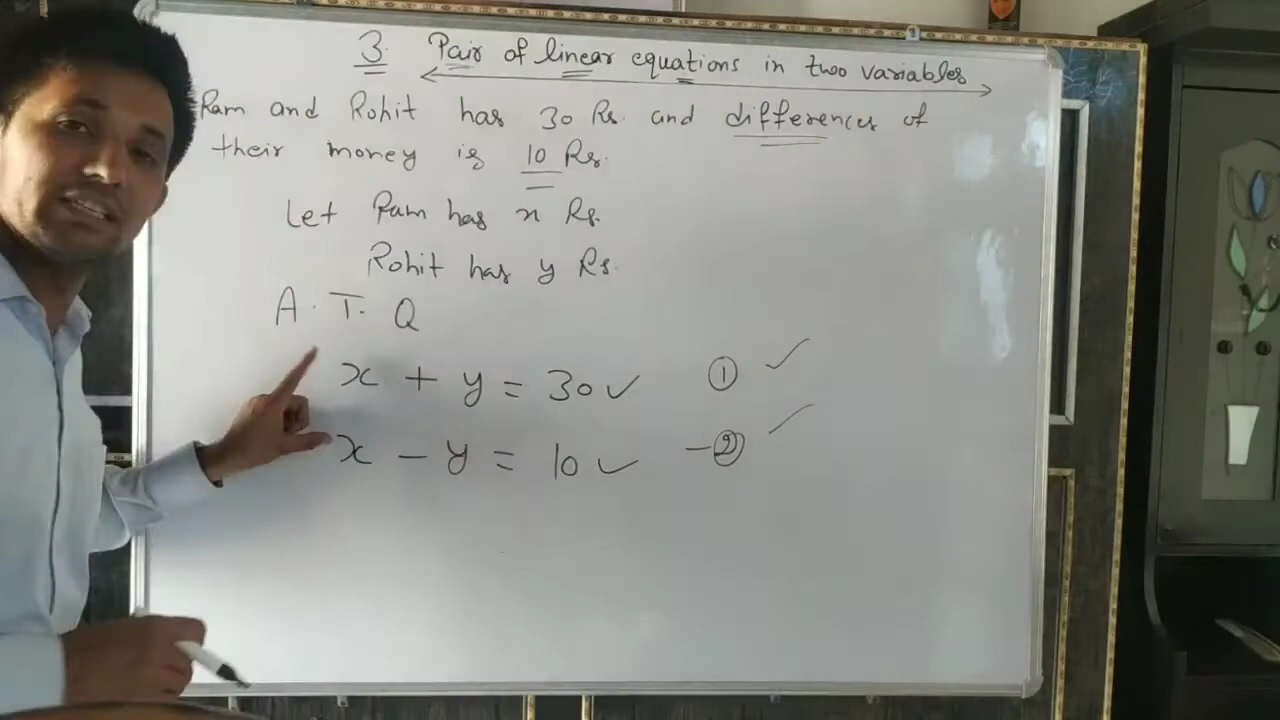 3. Pair of linear equations in two variables
Ram and Rohit has 30 Rs. and differences of
their money is 10 Rs.
Let Ram has x Rs.
Rohit has y Rs.
A. T. Q
x + y = 30 ✓ ① ✓
x - y = 10 ✓ - ②